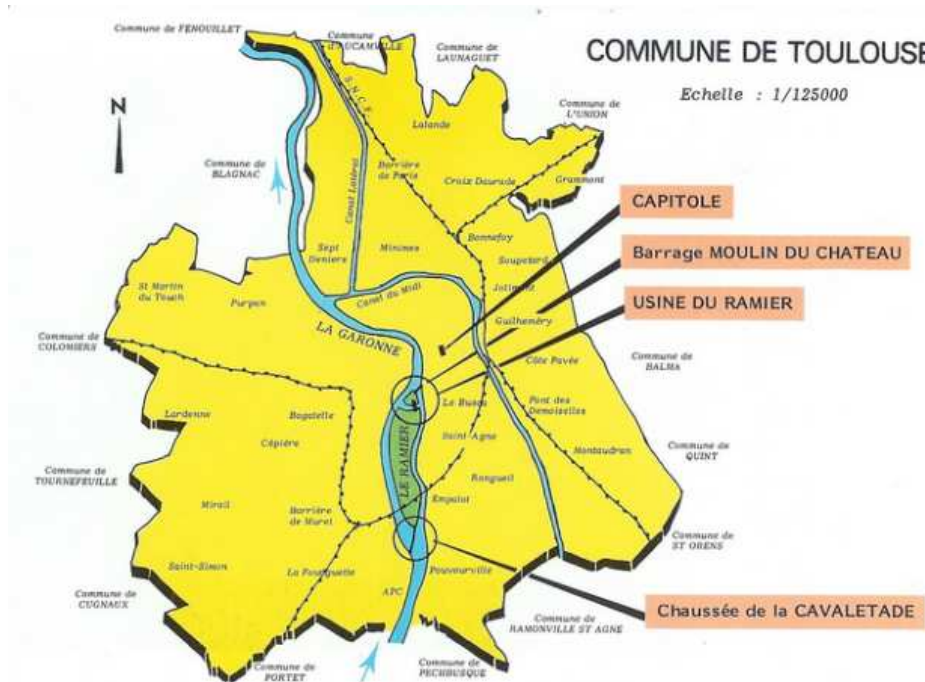 Commune de FENOUILLET
Commune
d'AUCAMVILLE
Commune de
LAUNAGUET
COMMUNE DE TOULOUSE
Echelle : 1/125000
N
S.N.C.F.
Commune de
L'UNION
Lalande
Commune de
BLAGNAC
Canal Latéral
Barrière
de Paris
Croix Daurade
Grammont
CAPITOLE
Bonnefoy
Sept
Deniers
Minimes
Soupetard
Barrage MOULIN DU CHATEAU
St Martin
du Touch
Purpan
Canal du Midi
Jolimont
USINE DU RAMIER
LA GARONNE
Guilheméry
Commune de
COLOMIERS
Côte Pavée
Commune de
BALMA
Lardenne
Bagatelle
Le Busca
Pont des
Demoiselles
Cépière
LE RAMIER
Saint-Agne
Montaudran
Commune de
QUINT
Commune de
TOURNEFEUILLE
Rangueil
Mirail
Barrière
de Muret
Empalot
Commune de
ST ORENS
Saint-Simon
La Fourguette
Pouvourville
APC
Commune de
CUGNAUX
Chaussée de la CAVALETADE
Commune de
RAMONVILLE ST AGNE
Commune de
PORTET
Commune de
PECHBUSQUE